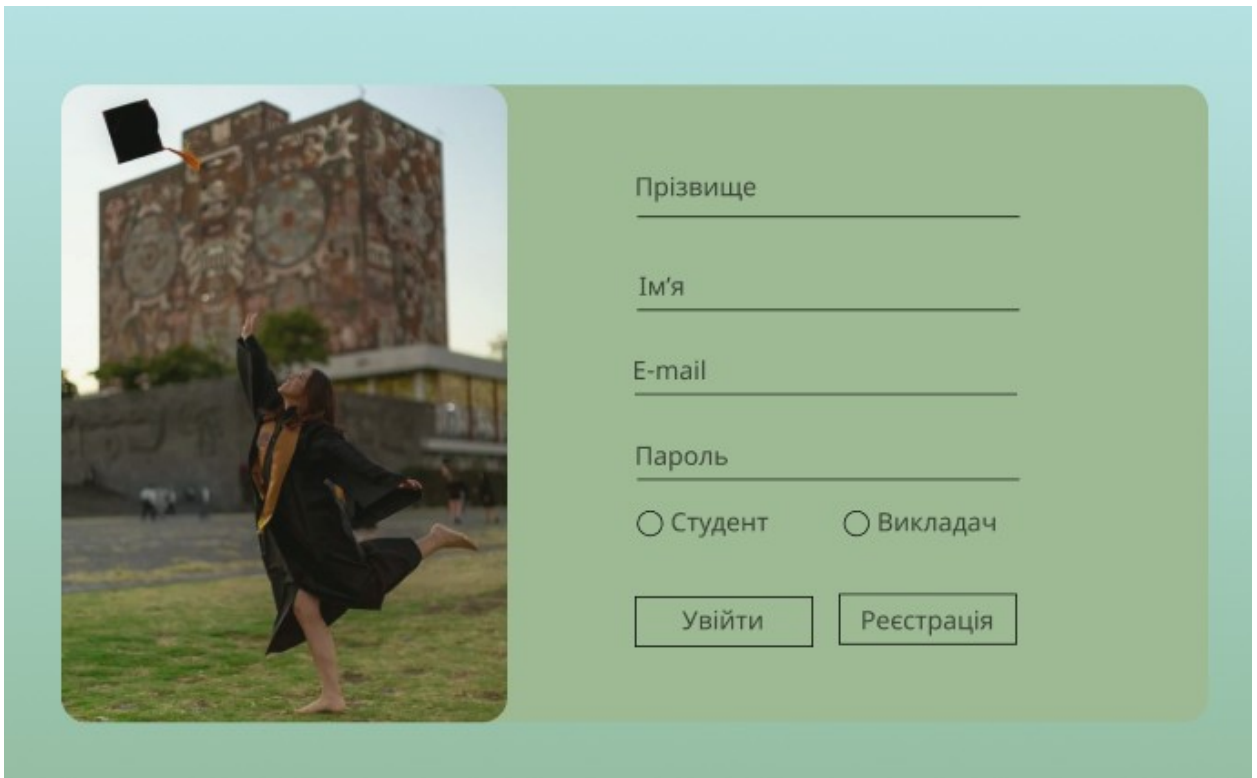 Прізвище
Ім’я
E-mail
Пароль
Студент Викладач
Увійти Реєстрація